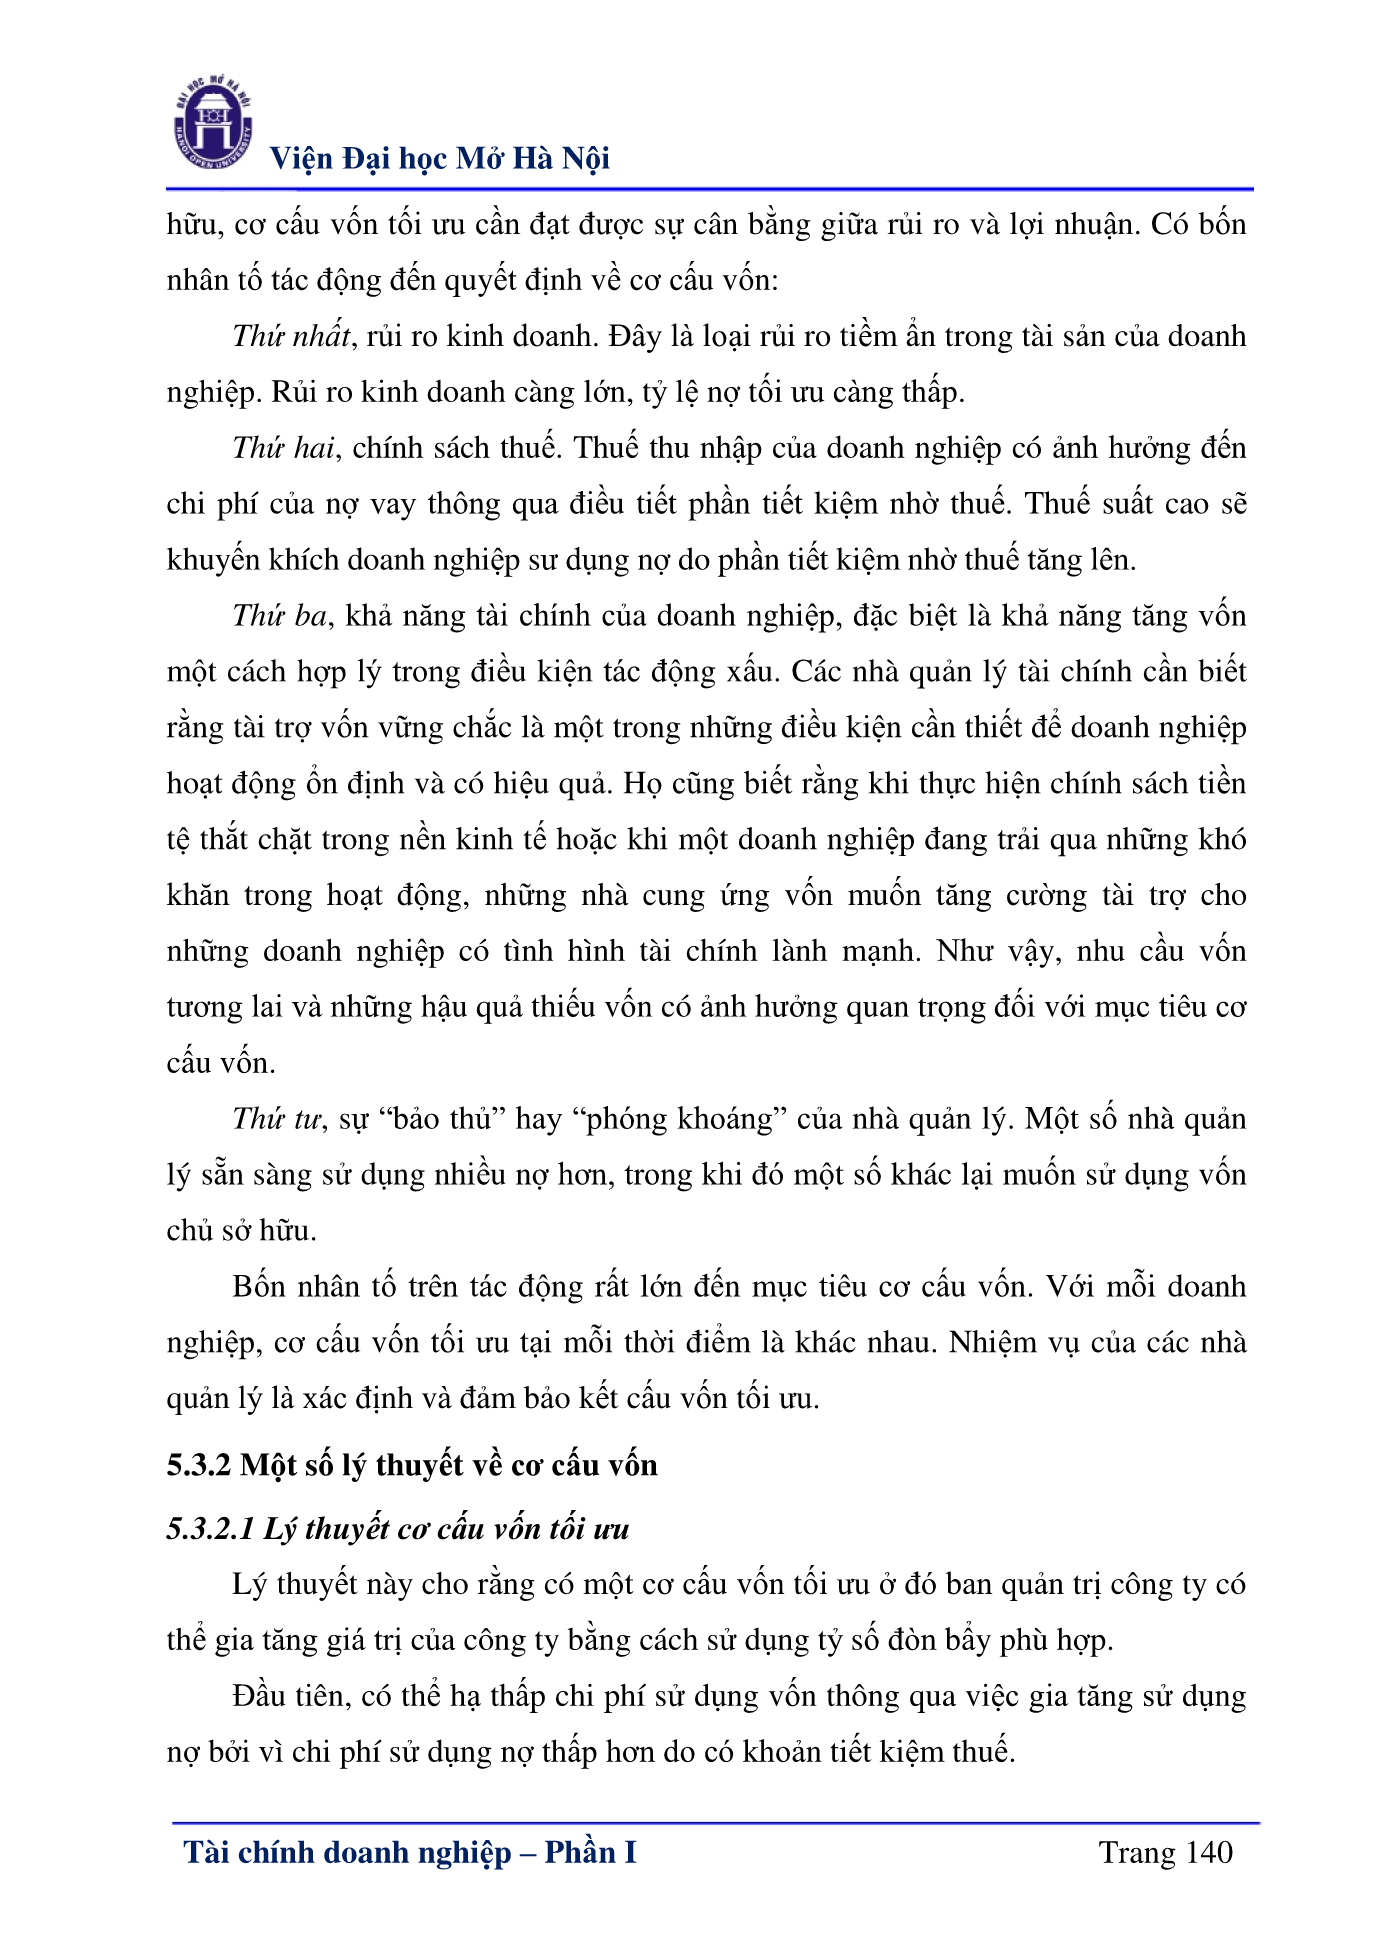 ĐẠI HỌC MỞ HÀ NỘI
HANOI OPEN UNIVERSITY
Viện Đại học Mở Hà Nội
hữu, cơ cấu vốn tối ưu cần đạt được sự cân bằng giữa rủi ro và lợi nhuận. Có bốn
nhân tố tác động đến quyết định về cơ cấu vốn:
Thứ nhất, rủi ro kinh doanh. Đây là loại rủi ro tiềm ẩn trong tài sản của doanh
nghiệp. Rủi ro kinh doanh càng lớn, tỷ lệ nợ tối ưu càng thấp.
Thứ hai, chính sách thuế. Thuế thu nhập của doanh nghiệp có ảnh hưởng đến
chi phí của nợ vay thông qua điều tiết phần tiết kiệm nhờ thuế. Thuế suất cao sẽ
khuyến khích doanh nghiệp sư dụng nợ do phần tiết kiệm nhờ thuế tăng lên.
Thứ ba, khả năng tài chính của doanh nghiệp, đặc biệt là khả năng tăng vốn
một cách hợp lý trong điều kiện tác động xấu. Các nhà quản lý tài chính cần biết
rằng tài trợ vốn vững chắc là một trong những điều kiện cần thiết để doanh nghiệp
hoạt động ổn định và có hiệu quả. Họ cũng biết rằng khi thực hiện chính sách tiền
tệ thắt chặt trong nền kinh tế hoặc khi một doanh nghiệp đang trải qua những khó
khăn trong hoạt động, những nhà cung ứng vốn muốn tăng cường tài trợ cho
những doanh nghiệp có tình hình tài chính lành mạnh. Như vậy, nhu cầu vốn
tương lai và những hậu quả thiếu vốn có ảnh hưởng quan trọng đối với mục tiêu cơ
cấu vốn.
Thứ tư, sự “bảo thủ” hay “phóng khoáng” của nhà quản lý. Một số nhà quản
lý sẵn sàng sử dụng nhiều nợ hơn, trong khi đó một số khác lại muốn sử dụng vốn
chủ sở hữu.
Bốn nhân tố trên tác động rất lớn đến mục tiêu cơ cấu vốn. Với mỗi doanh
nghiệp, cơ cấu vốn tối ưu tại mỗi thời điểm là khác nhau. Nhiệm vụ của các nhà
quản lý là xác định và đảm bảo kết cấu vốn tối ưu.
5.3.2 Một số lý thuyết về cơ cấu vốn
5.3.2.1 Lý thuyết cơ cấu vốn tối ưu
Lý thuyết này cho rằng có một cơ cấu vốn tối ưu ở đó ban quản trị công ty có
thể gia tăng giá trị của công ty bằng cách sử dụng tỷ số đòn bẩy phù hợp.
Đầu tiên, có thể hạ thấp chi phí sử dụng vốn thông qua việc gia tăng sử dụng
nợ bởi vì chi phí sử dụng nợ thấp hơn do có khoản tiết kiệm thuế.
Tài chính doanh nghiệp – Phần I
Trang 140